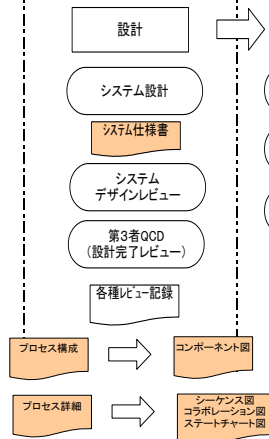 設計
システム設計
システム仕様書
システム
デザインレビュー
第3者QCD
(設計完了レビュー)
各種レビュー記録
プロセス構成
コンポーネント図
プロセス詳細
シーケンス図
コラボレーション図
ステートチャート図